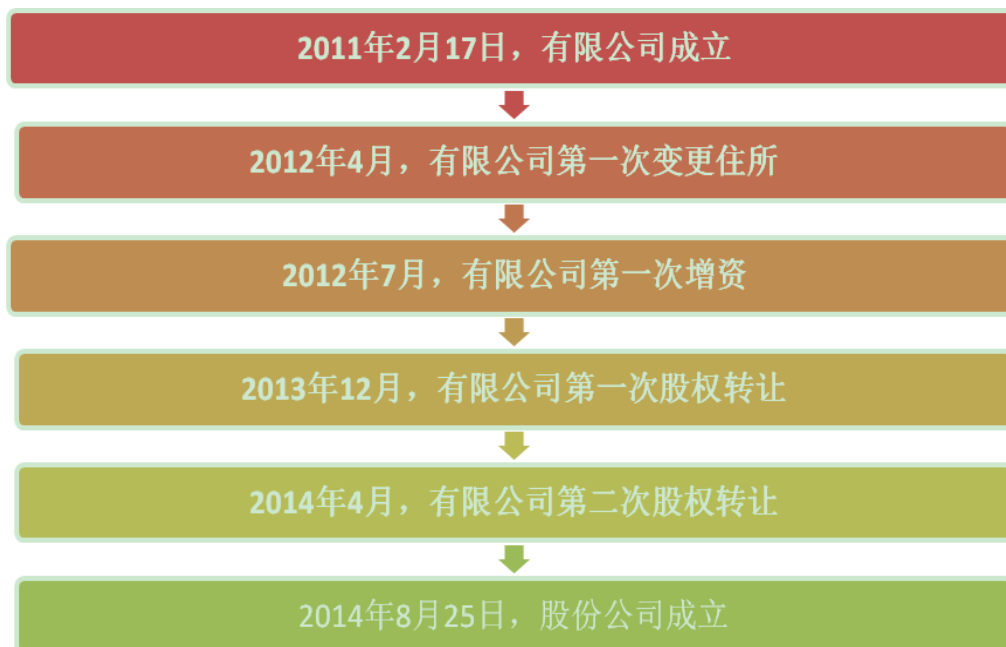 2011年2月17日，有限公司成立
2012年4月，有限公司第一次变更住所
2012年7月，有限公司第一次增资
2013年12月，有限公司第一次股权转让
2014年4月，有限公司第二次股权转让
2014年8月25日，股份公司成立